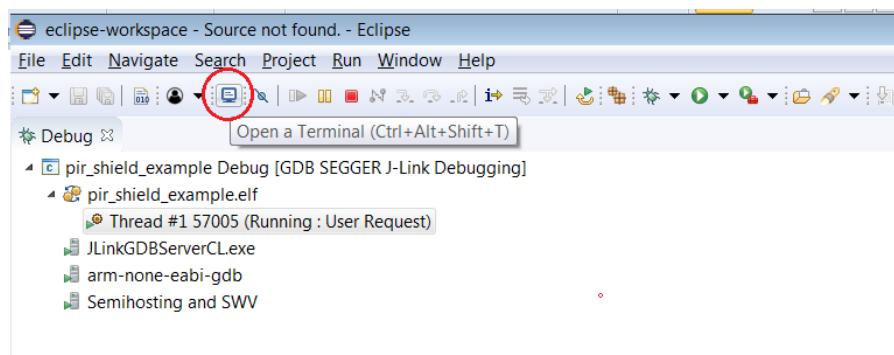 eclipse-workspace - Source not found. - Eclipse
File Edit Navigate Search Project Run Window Help
010
Open a Terminal (Ctrl+Alt+Shift+T)
Debug
c pir_shield_example Debug [GDB SEGGER J-Link Debugging]
pir_shield_example.elf
Thread #1 57005 (Running : User Request)
JLinkGDBServerCL.exe
arm-none-eabi-gdb
Semihosting and SWV